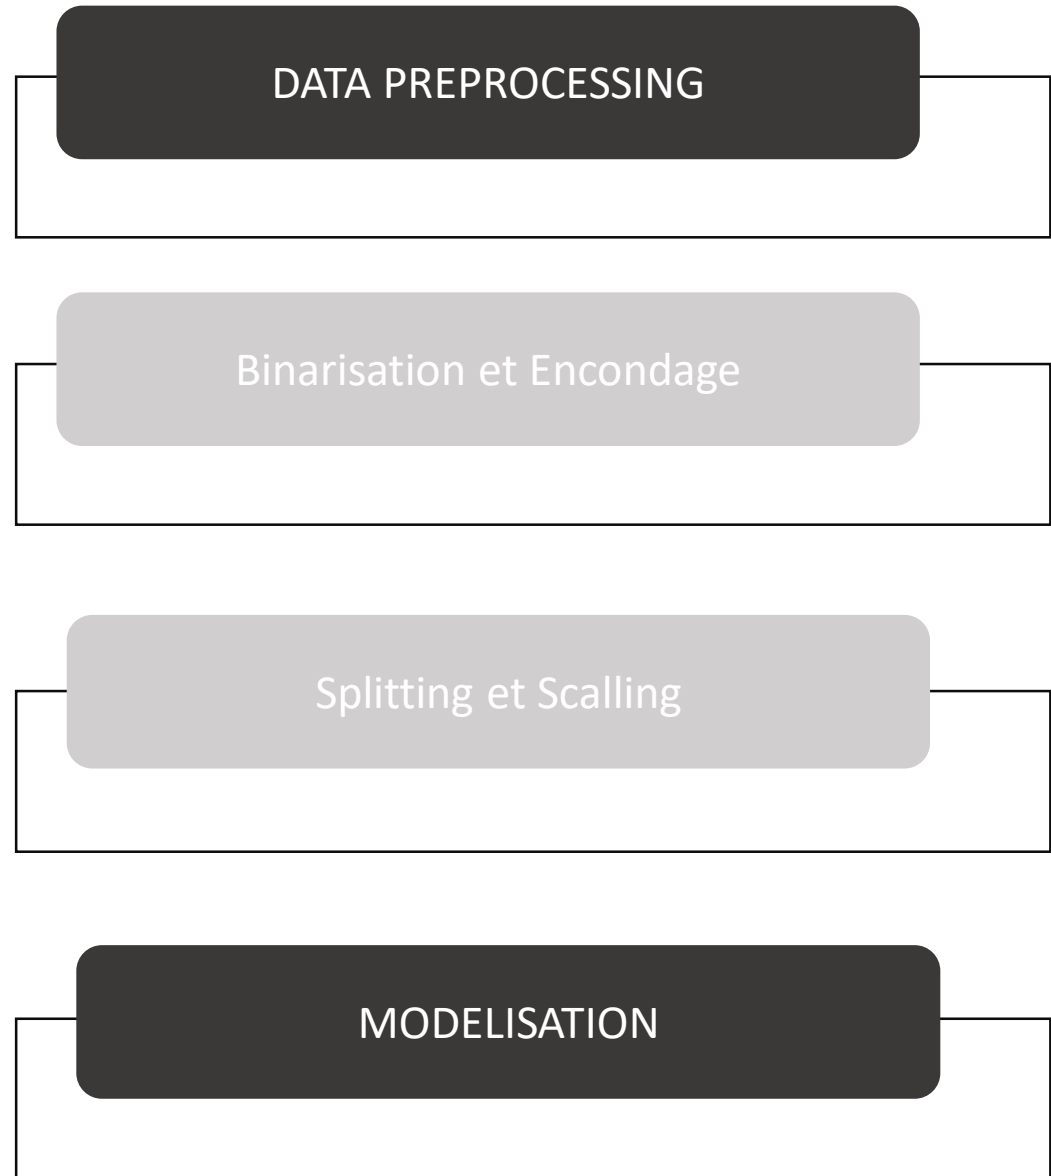 DATA PREPROCESSING
Binarisation et Encondage
Splitting et Scalling
MODELISATION